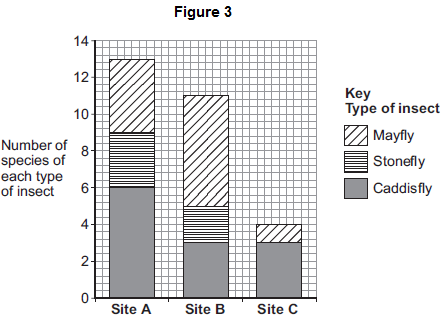 Figure 3
14
12
10
8
6
4
2
0
Number of
species of
each type
of insect
Site A
Site B
Site C
Key
Type of insect
Mayfly
Stonefly
Caddisfly